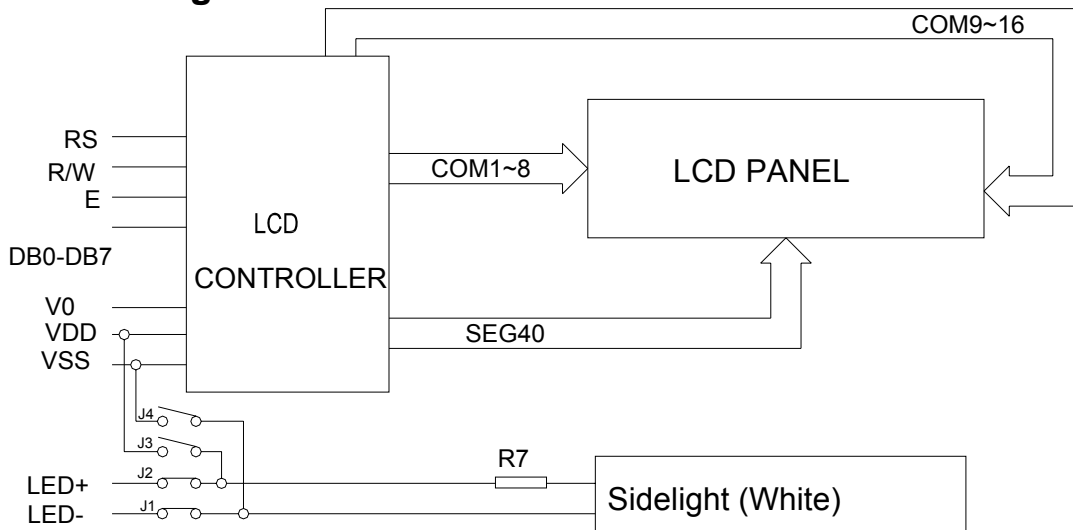 COM9~16
RS
R/W
E
DB0-DB7
V0
VDD
VSS
LCD
CONTROLLER
COM1~8
LCD PANEL
SEG40
J4
J3
J2
J1
LED+
LED-
R7
Sidelight (White)